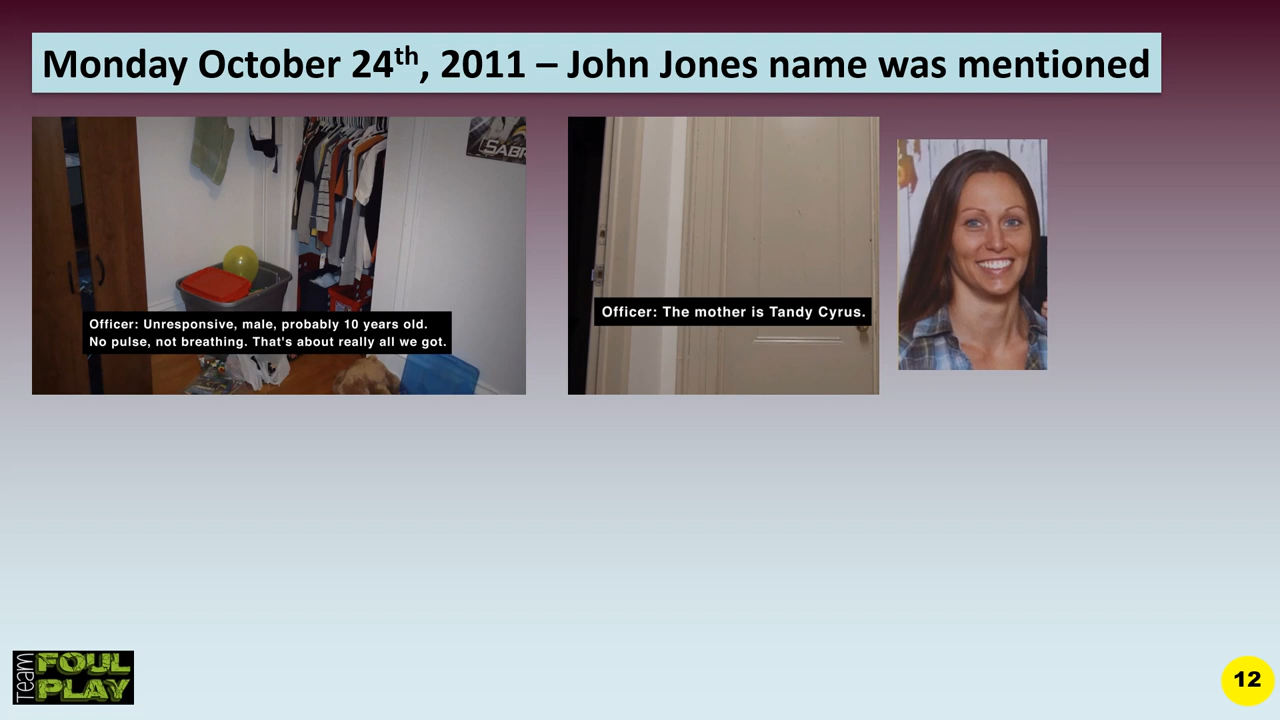 Monday October 24th, 2011 – John Jones name was mentioned
SABR
Officer: Unresponsive, male, probably 10 years old.
No pulse, not breathing. That's about really all we got.
Officer: The mother is Tandy Cyrus.
Team FOUL
PLAY
12